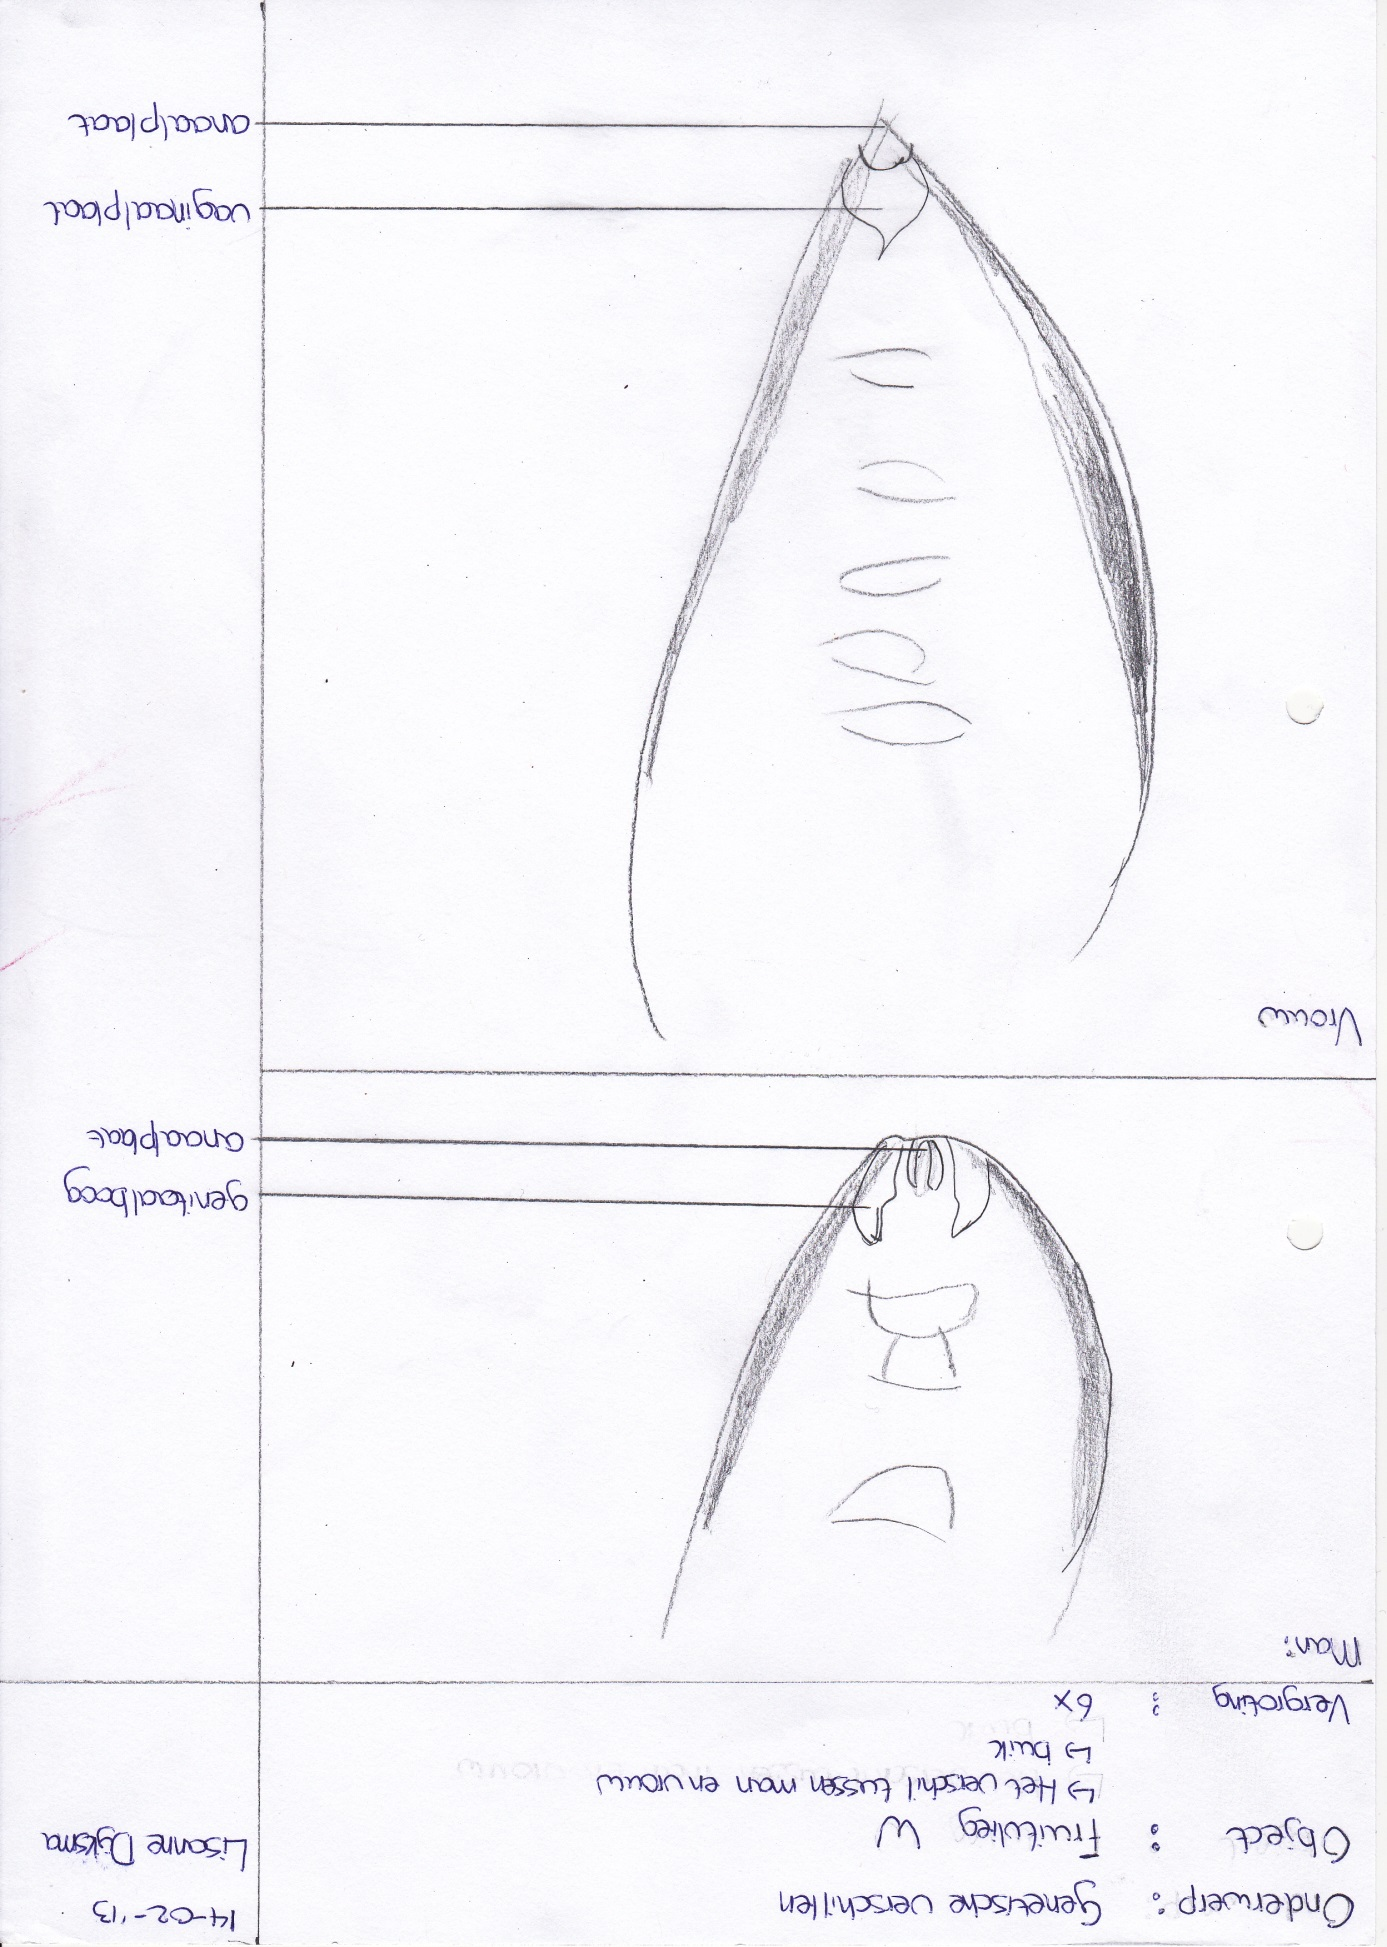 Onderwerp: Genetische verschillen
14-02-'13
Object : Fruitvlieg W
Lisanne Dijksma
↳ Het verschil tussen man en vrouw
↳ buik
Vergroting : 6x
Man:
genitaalboog
anaalplaat
Vrouw
vaginaalplaat
anaalplaat